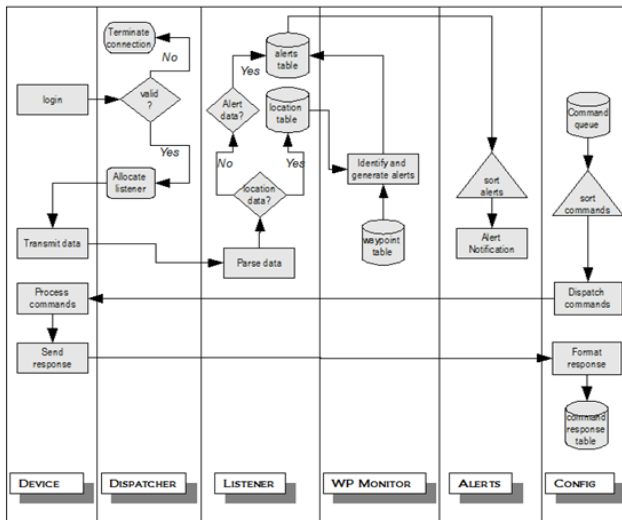 Terminate
connection
No
login
valid
?
Yes
Allocate
listener
Transmit data
Process
commands
Send
response
alerts
table
Yes
Alert
data?
location
table
No
Yes
location
data?
Parse data
Identify and
generate alerts
waypoint
table
sort
alerts
Alert
Notification
Command
queue
sort
commands
Dispatch
commands
Format
response
command
response
table
DEVICE
DISPATCHER
LISTENER
WP MONITOR
ALERTS
CONFIG